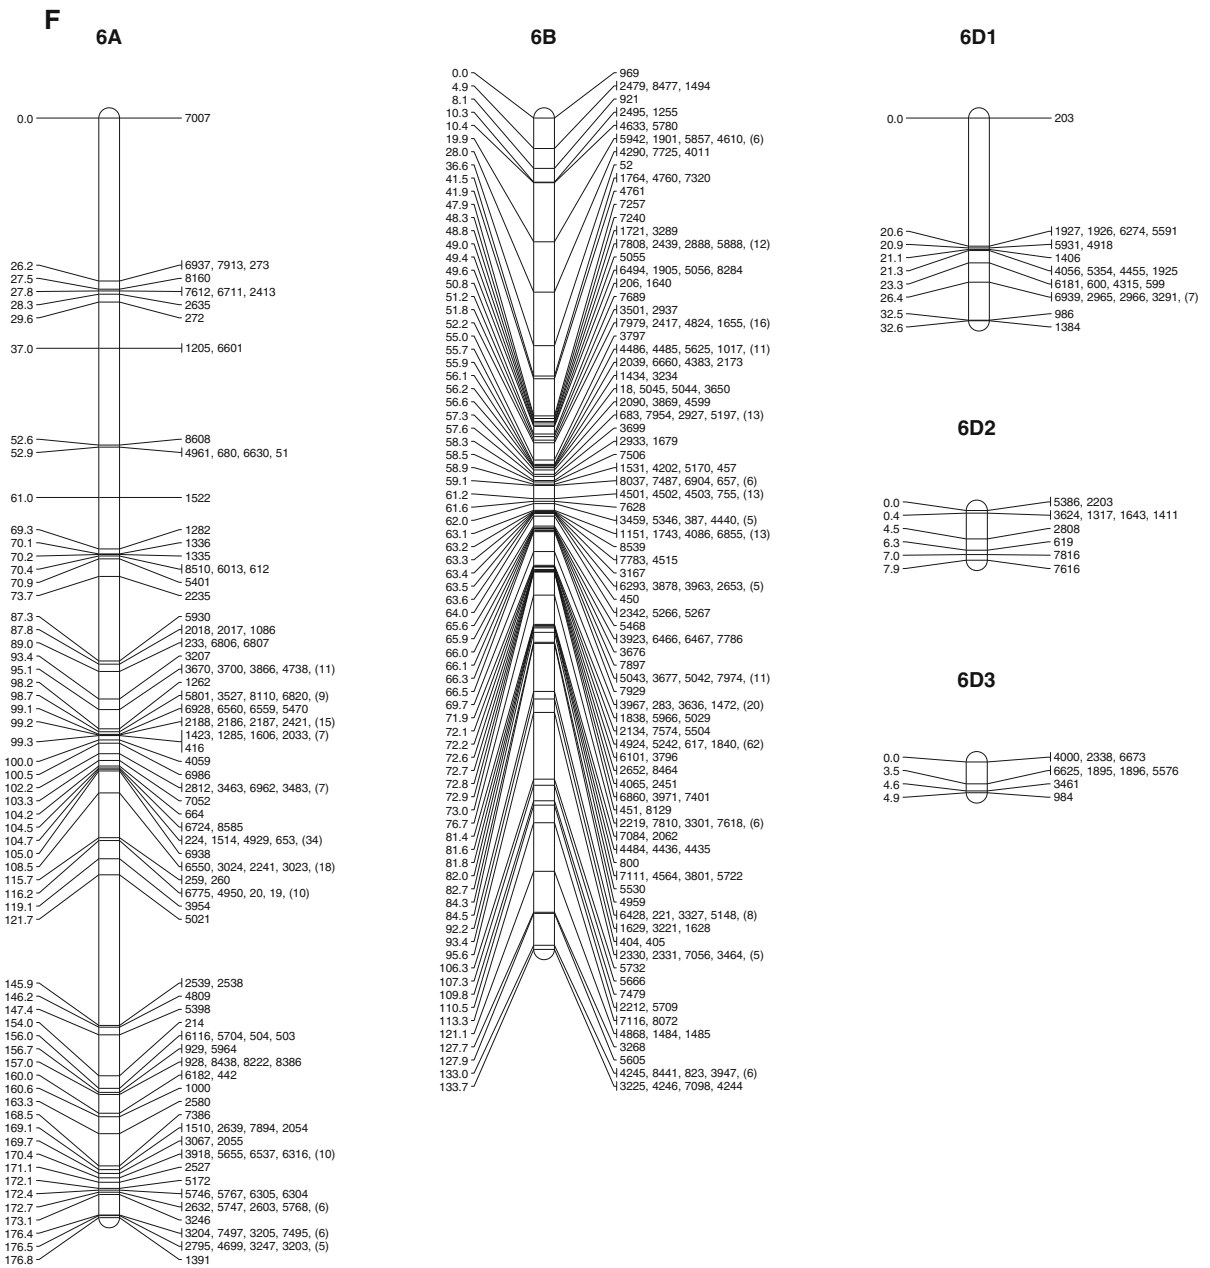 F
6A
0.0 7007
26.2 6937, 7913, 273
27.5 8160
27.8 7612, 6711, 2413
28.3 2635
29.6 272
37.0 1205, 6601
52.6 8608
52.9 4961, 680, 6630, 51
61.0 1522
69.3 1282
70.1 1336
70.2 1335
70.4 8510, 6013, 612
70.9 5401
73.7 2235
87.3 5930
87.8 2018, 2017, 1086
89.0 233, 6806, 6807
93.4 3207
95.1 3670, 3700, 3866, 4738, (11)
98.2 1262
98.7 5801, 3527, 8110, 6820, (9)
99.1 6928, 6560, 6559, 5470
99.2 2188, 2186, 2187, 2421, (15)
99.3 1423, 1285, 1606, 2033, (7)
416
100.0 4059
100.5 6986
102.2 2812, 3463, 6962, 3483, (7)
103.3 7052
104.2 664
104.5 6724, 8585
104.7 224, 1514, 4929, 653, (34)
105.0 6938
108.5 6550, 3024, 2241, 3023, (18)
115.7 259, 260
116.2 6775, 4950, 20, 19, (10)
119.1 3954
121.7 5021
145.9 2539, 2538
146.2 4809
147.4 5398
154.0 214
156.0 6116, 5704, 504, 503
156.7 929, 5964
157.0 928, 8438, 8222, 8386
160.0 6182, 442
160.6 1000
163.3 2580
168.5 7386
169.1 1510, 2639, 7894, 2054
169.7 3067, 2055
170.4 3918, 5655, 6537, 6316, (10)
171.1 2527
172.1 5172
172.4 5746, 5767, 6305, 6304
172.7 2632, 5747, 2603, 5768, (6)
173.1 3246
176.4 3204, 7497, 3205, 7495, (6)
176.5 2795, 4699, 3247, 3203, (5)
176.8 1391
6B
0.0 969
4.9 2479, 8477, 1494
8.1 921
10.3 2495, 1255
10.4 4633, 5780
19.9 5942, 1901, 5857, 4610, (6)
28.0 4290, 7725, 4011
36.6 52
41.5 1764, 4760, 7320
41.9 4761
47.9 7257
48.3 7240
48.8 1721, 3289
49.0 7808, 2439, 2888, 5888, (12)
49.4 5055
49.6 6494, 1905, 5056, 8284
50.8 206, 1640
51.2 7689
51.8 3501, 2937
52.2 7979, 2417, 4824, 1655, (16)
55.0 3797
55.7 4486, 4485, 5625, 1017, (11)
55.9 2039, 6660, 4383, 2173
56.1 1434, 3234
56.2 18, 5045, 5044, 3650
56.6 2090, 3869, 4599
57.3 683, 7954, 2927, 5197, (13)
57.6 3699
58.3 2933, 1679
58.5 7506
58.9 1531, 4202, 5170, 457
59.1 8037, 7487, 6904, 657, (6)
61.2 4501, 4502, 4503, 755, (13)
61.6 7628
62.0 3459, 5346, 387, 4440, (5)
63.1 1151, 1743, 4086, 6855, (13)
63.2 8539
63.3 7783, 4515
63.4 3167
63.5 6293, 3878, 3963, 2653, (5)
63.6 450
64.0 2342, 5266, 5267
65.6 5468
65.9 3923, 6466, 6467, 7786
66.0 3676
66.1 7897
66.3 5043, 3677, 5042, 7974, (11)
66.5 7929
69.7 3967, 283, 3636, 1472, (20)
71.9 1838, 5966, 5029
72.1 2134, 7574, 5504
72.2 4924, 5242, 617, 1840, (62)
72.6 6101, 3796
72.7 2652, 8464
72.8 4065, 2451
72.9 6860, 3971, 7401
73.0 451, 8129
76.7 2219, 7810, 3301, 7618, (6)
81.4 7084, 2062
81.6 4484, 4436, 4435
81.8 800
82.0 7111, 4564, 3801, 5722
82.7 5530
84.3 4959
84.5 6428, 221, 3327, 5148, (8)
92.2 1629, 3221, 1628
93.4 404, 405
95.6 2330, 2331, 7056, 3464, (5)
106.3 5732
107.3 5666
109.8 7479
110.5 2212, 5709
113.3 7116, 8072
121.1 4868, 1484, 1485
127.7 3268
127.9 5605
133.0 4245, 8441, 823, 3947, (6)
133.7 3225, 4246, 7098, 4244
6D1
0.0 203
20.6 1927, 1926, 6274, 5591
20.9 5931, 4918
21.1 1406
21.3 4056, 5354, 4455, 1925
23.3 6181, 600, 4315, 599
26.4 6939, 2965, 2966, 3291, (7)
32.5 986
32.6 1384
6D2
0.0 5386, 2203
0.4 3624, 1317, 1643, 1411
4.5 2808
6.3 619
7.0 7816
7.9 7616
6D3
0.0 4000, 2338, 6673
3.5 6625, 1895, 1896, 5576
4.6 3461
4.9 984